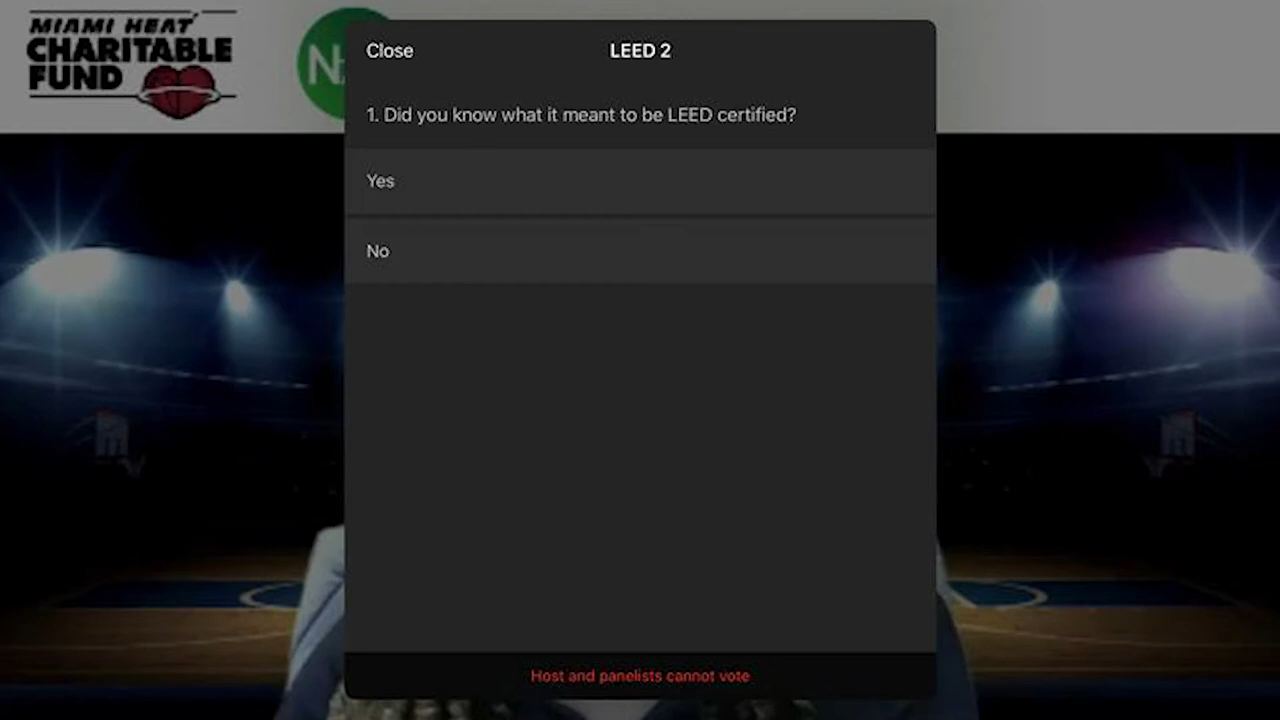 MIAMI HEAT
CHARITABLE
FUND
Close
LEED 2
1. Did you know what it meant to be LEED certified?
Yes
No
Host and panelists cannot vote